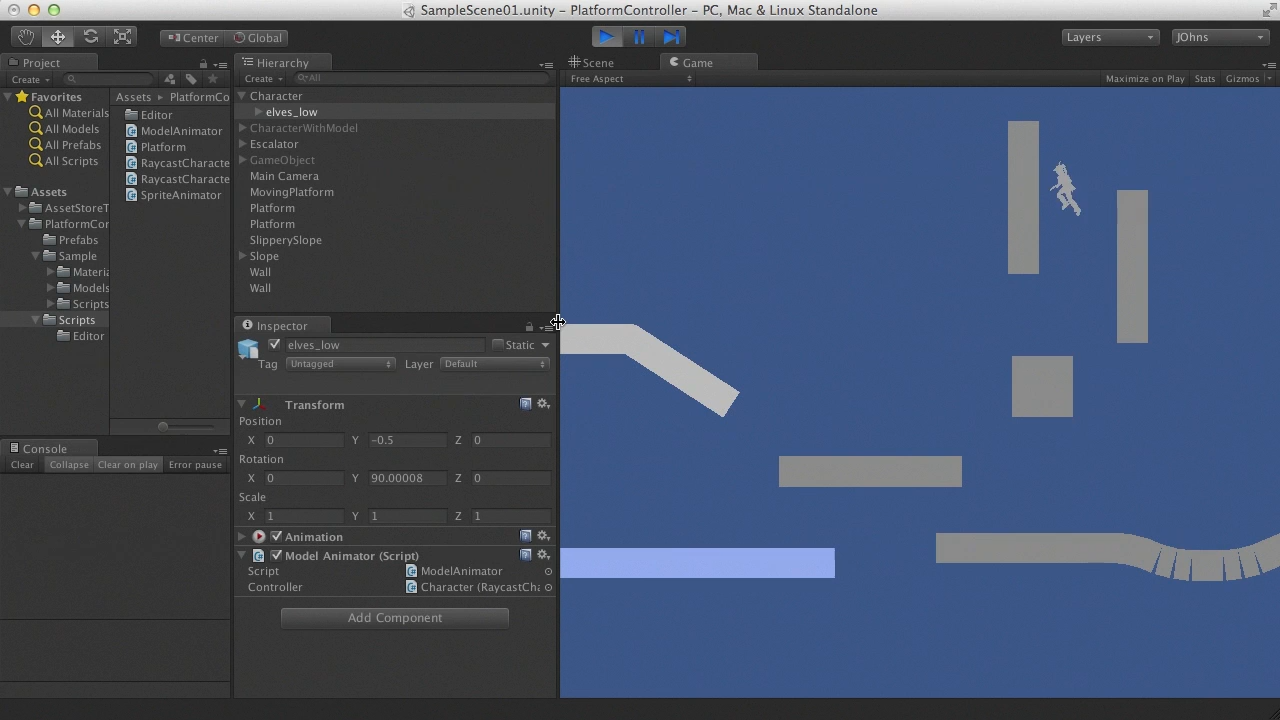 SampleScene01.unity – PlatformController – PC, Mac & Linux Standalone
Center Global Layers JOhns
Project
Create
Favorites
All Materials
All Models
All Prefabs
All Scripts
Assets
AssetStoreT
PlatformCor
Prefabs
Sample
Materia
Models
Scripts
Scripts
Editor
Assets PlatformCo
Editor
ModelAnimator
Platform
RaycastCharacte
RaycastCharacte
SpriteAnimator
Console
Clear Collapse Clear on play Error pause
Hierarchy
Create All
Character
elves_low
CharacterWithModel
Escalator
GameObject
Main Camera
MovingPlatform
Platform
Platform
SlipperySlope
Slope
Wall
Wall
Inspector
elves_low Static
Tag Untagged Layer Default
Transform
Position
X 0 Y -0.5 Z 0
Rotation
X 0 Y 90.00008 Z 0
Scale
X 1 Y 1 Z 1
Animation
Model Animator (Script)
Script ModelAnimator
Controller Character (RaycastCha
Add Component
Scene Game
Free Aspect Maximize on Play Stats Gizmos